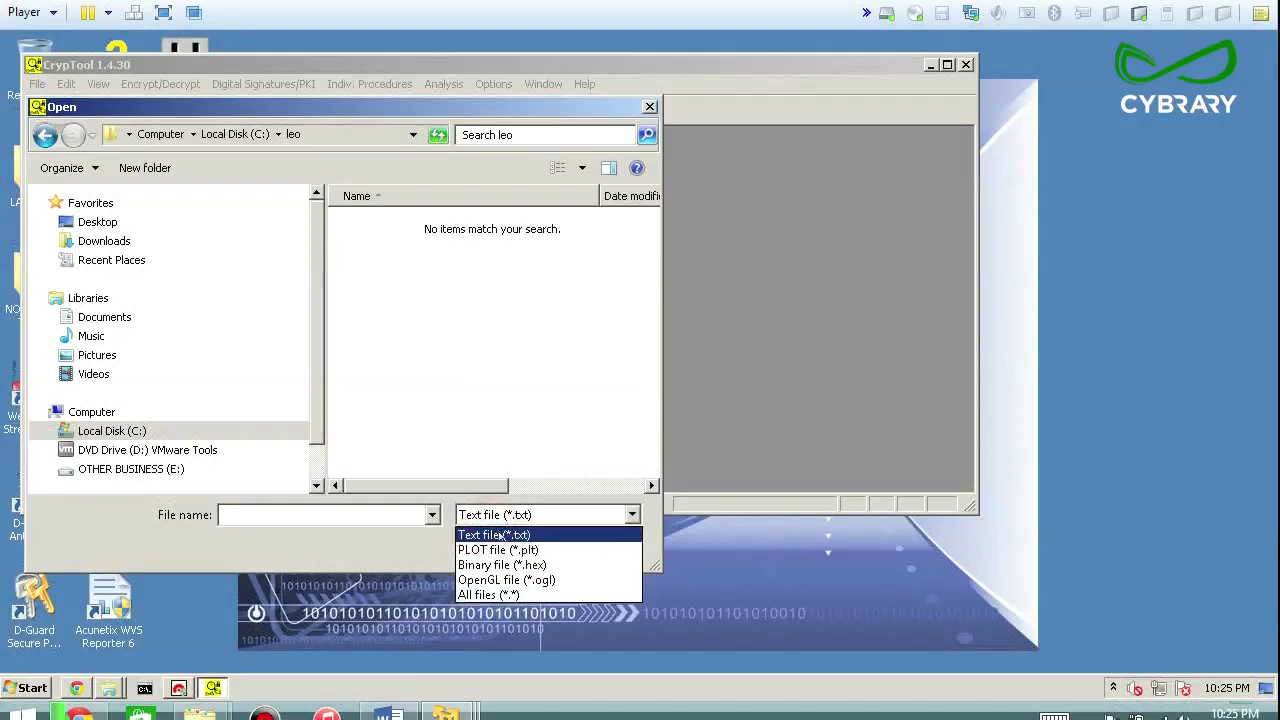 Player
»
CYBRARY
CrypTool 1.4.30
File Edit View Encrypt/Decrypt Digital Signatures/PKI Indiv. Procedures Analysis Options Window Help
Open
Computer Local Disk (C:) leo
Search leo
Organize New folder
Name Date modifi
Favorites
No items match your search.
Desktop
Downloads
Recent Places
Libraries
Documents
Music
Pictures
Videos
Computer
Local Disk (C:)
DVD Drive (D:) VMware Tools
OTHER BUSINESS (E:)
File name:
Text file (*.txt)
Text file (*.txt)
PLOT file (*.plt)
Binary file (*.hex)
OpenGL file (*.ogl)
All files (*.*)
D-Guard
Secure P...
Acunetix WVS
Reporter 6
Start
10:25 PM
10:25 PM